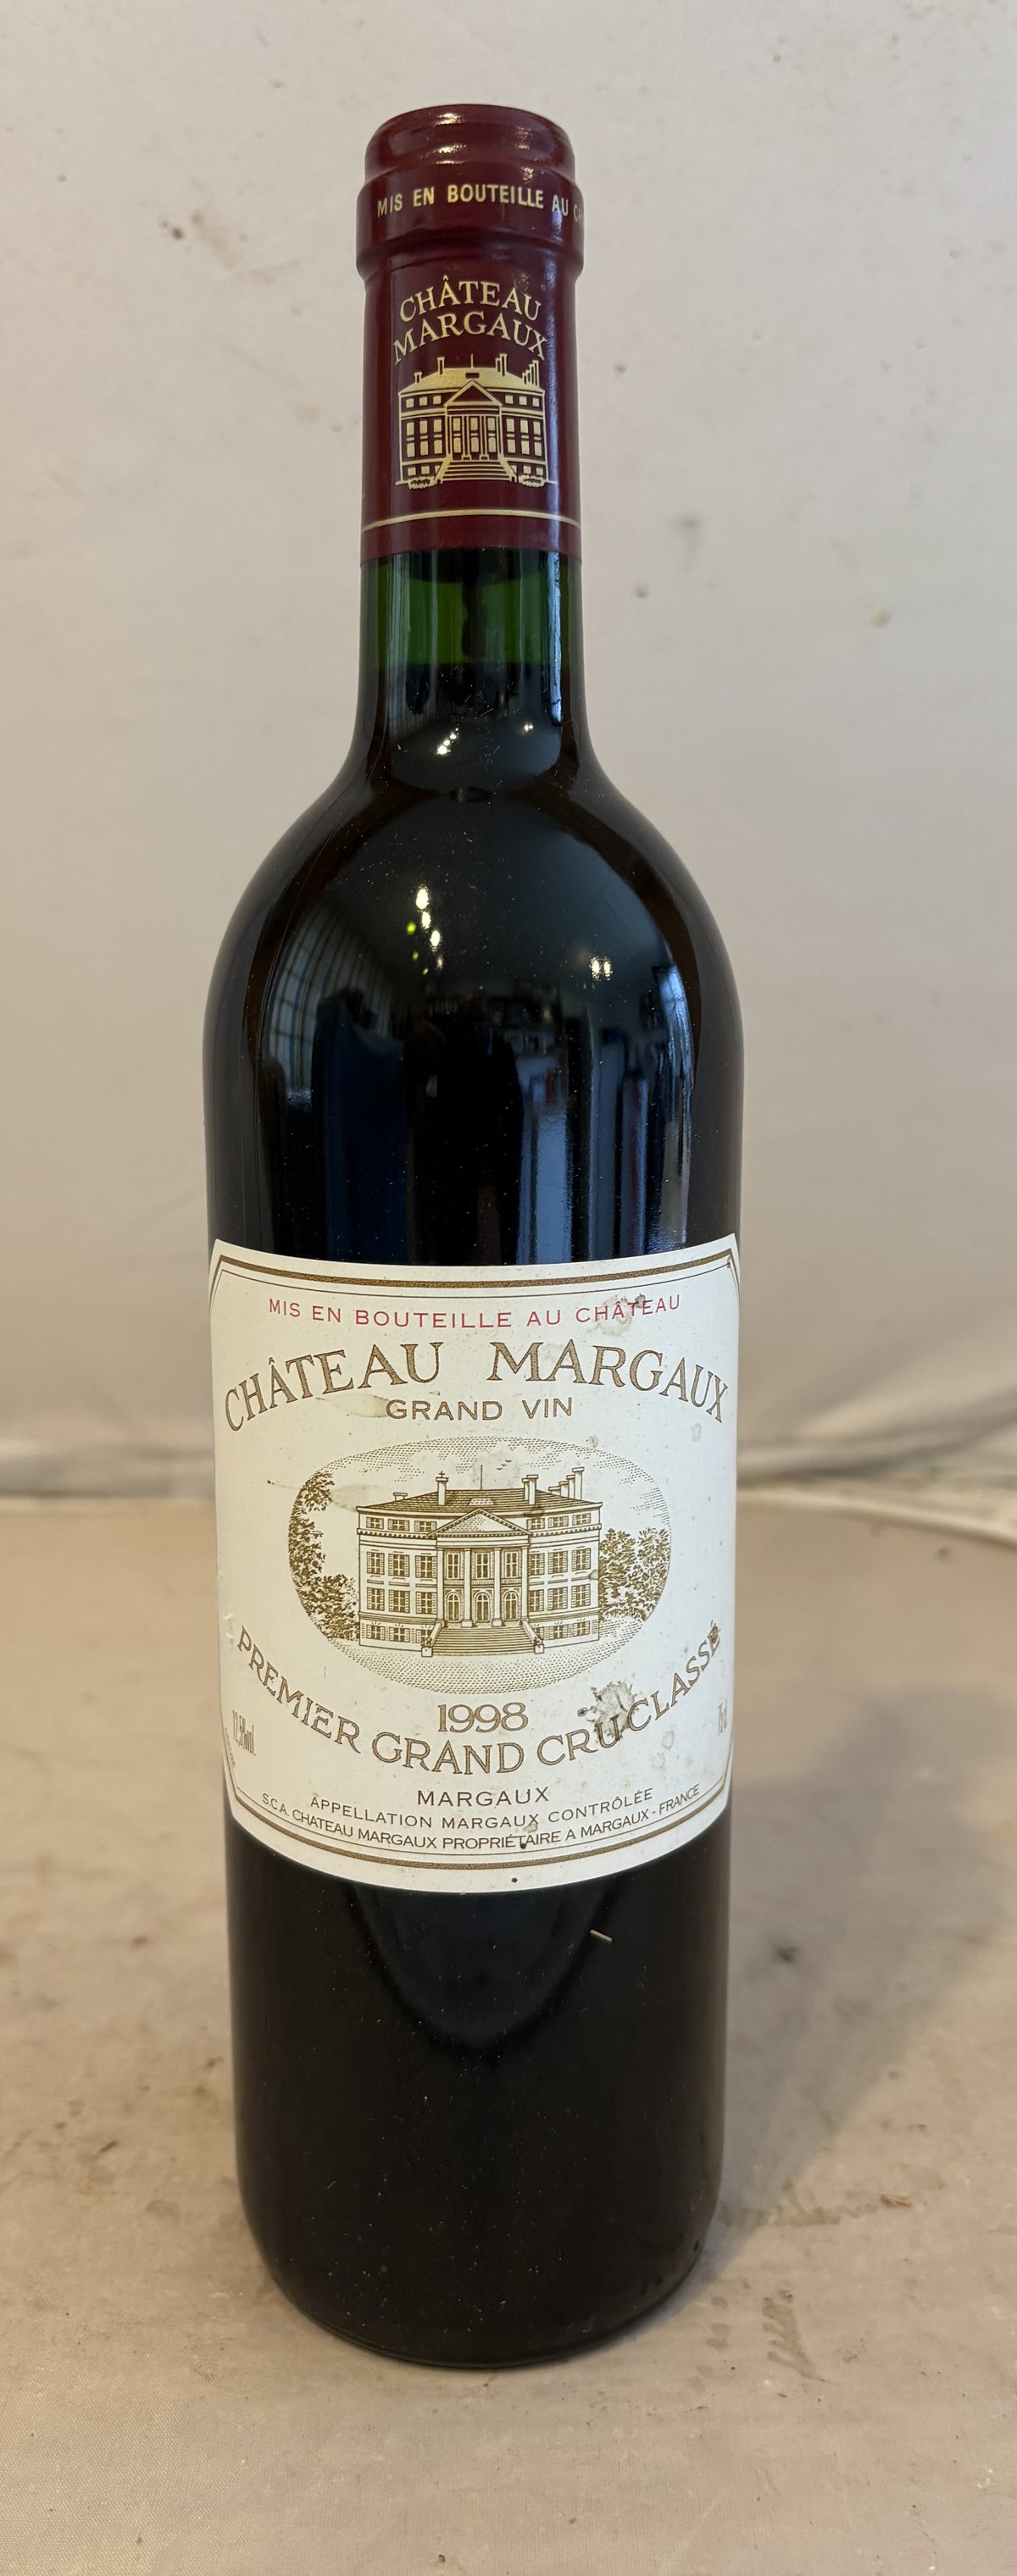 MIS EN BOUTEILLE AU
CHÂTEAU
MARGAUX
MIS EN BOUTEILLE AU CHÂTEAU
CHÂTEAU MARGAUX
GRAND VIN
PREMIER GRAND CRU CLASSÉ
1998
MARGAUX
APPELLATION MARGAUX CONTRÔLÉE
S.C.A. CHATEAU MARGAUX PROPRIÉTAIRE A MARGAUX - FRANCE